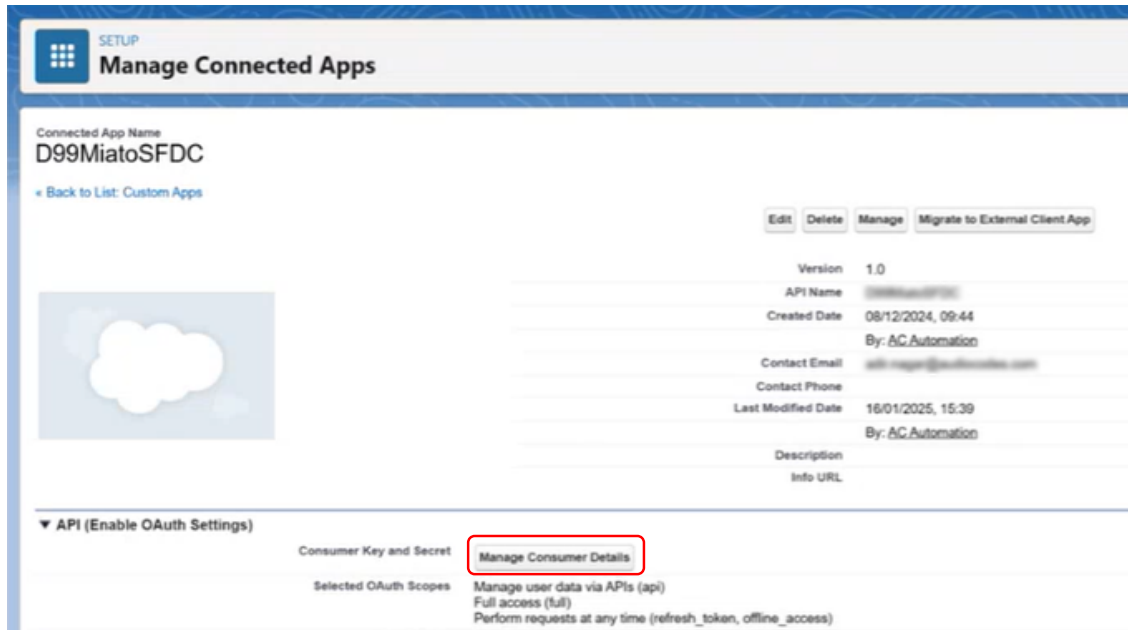 SETUP
Manage Connected Apps
Connected App Name
D99MiatoSFDC
« Back to List: Custom Apps
Edit Delete Manage Migrate to External Client App
Version 1.0
API Name
Created Date 08/12/2024, 09:44
By: AC Automation
Contact Email
Contact Phone
Last Modified Date 16/01/2025, 15:39
By: AC Automation
Description
Info URL
▼ API (Enable OAuth Settings)
Consumer Key and Secret Manage Consumer Details
Selected OAuth Scopes Manage user data via APIs (api)
Full access (full)
Perform requests at any time (refresh_token, offline_access)